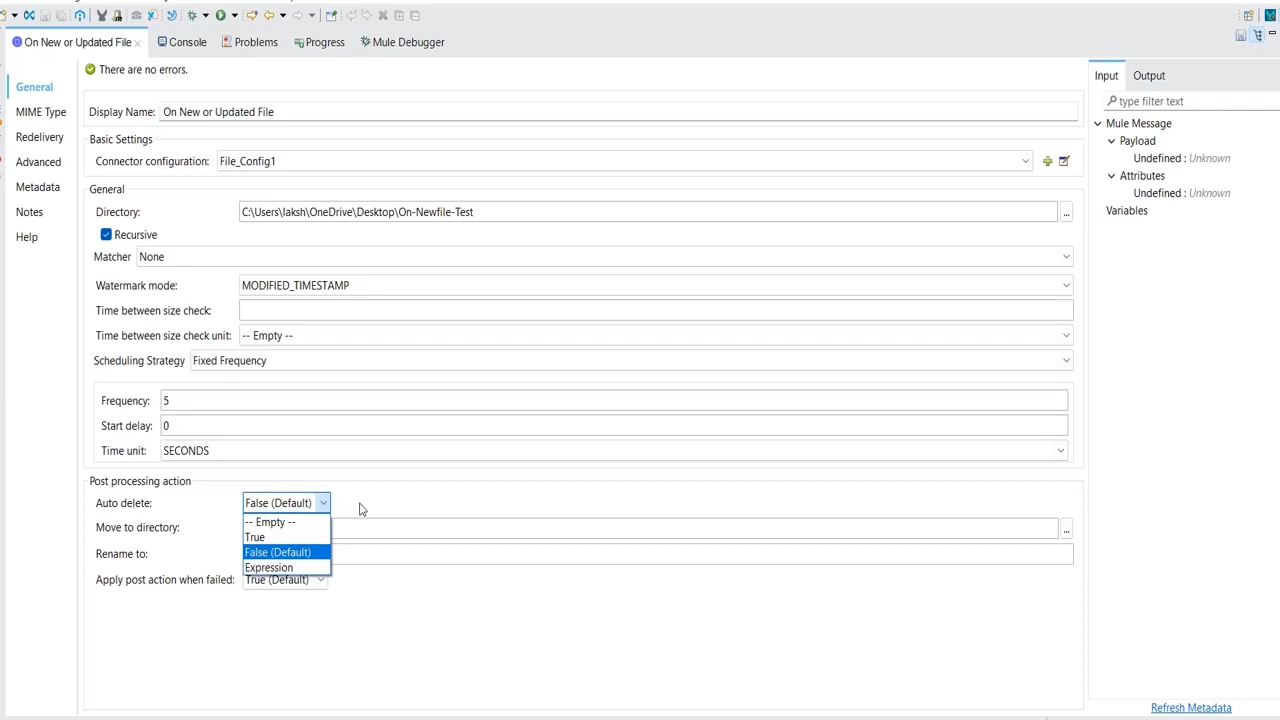 On New or Updated File
Console
Problems
Progress
Mule Debugger
There are no errors.
General
MIME Type
Redelivery
Advanced
Metadata
Notes
Help
Display Name: On New or Updated File
Basic Settings
Connector configuration: File_Config1
General
Directory: C:\Users\laksh\OneDrive\Desktop\On-Newfile-Test ...
Recursive
Matcher None
Watermark mode: MODIFIED_TIMESTAMP
Time between size check:
Time between size check unit: -- Empty --
Scheduling Strategy Fixed Frequency
Frequency: 5
Start delay: 0
Time unit: SECONDS
Post processing action
Auto delete: False (Default)
-- Empty --
True
False (Default)
Expression
Move to directory: ...
Rename to:
Apply post action when failed: True (Default)
Input Output
type filter text
Mule Message
Payload
Undefined : Unknown
Attributes
Undefined : Unknown
Variables
Refresh Metadata